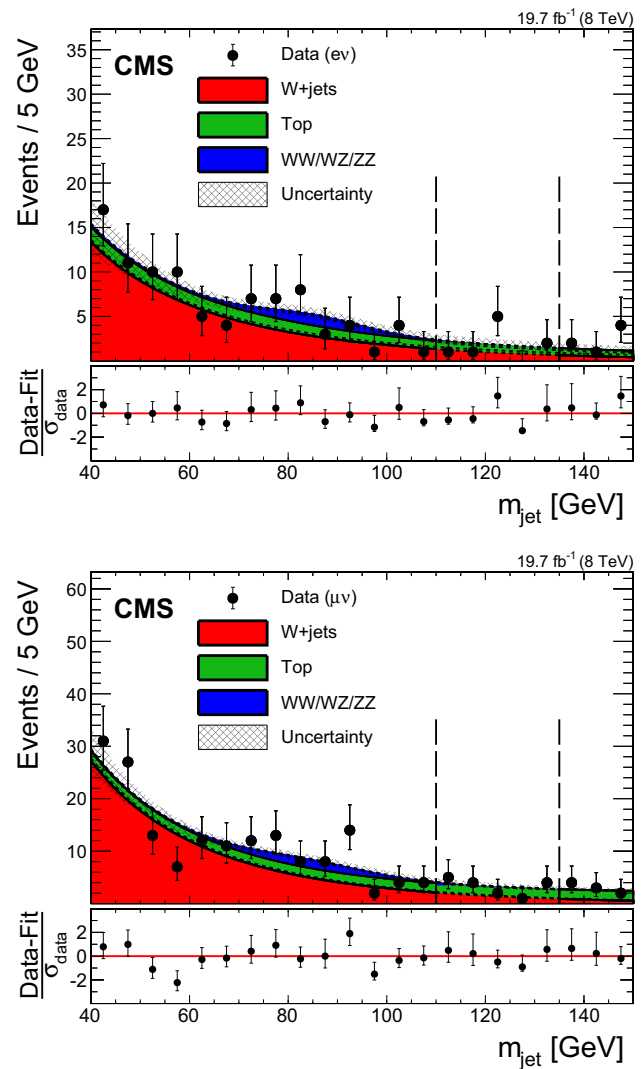 19.7 fb⁻¹ (8 TeV)
CMS
Data (eν)
W+jets
Top
WW/WZ/ZZ
Uncertainty
Events / 5 GeV
35
30
25
20
15
10
5
Data-Fit
σdata
2
0
-2
40 60 80 100 120 140
mjet [GeV]
19.7 fb⁻¹ (8 TeV)
CMS
Data (μν)
W+jets
Top
WW/WZ/ZZ
Uncertainty
Events / 5 GeV
60
50
40
30
20
10
Data-Fit
σdata
2
0
-2
40 60 80 100 120 140
mjet [GeV]